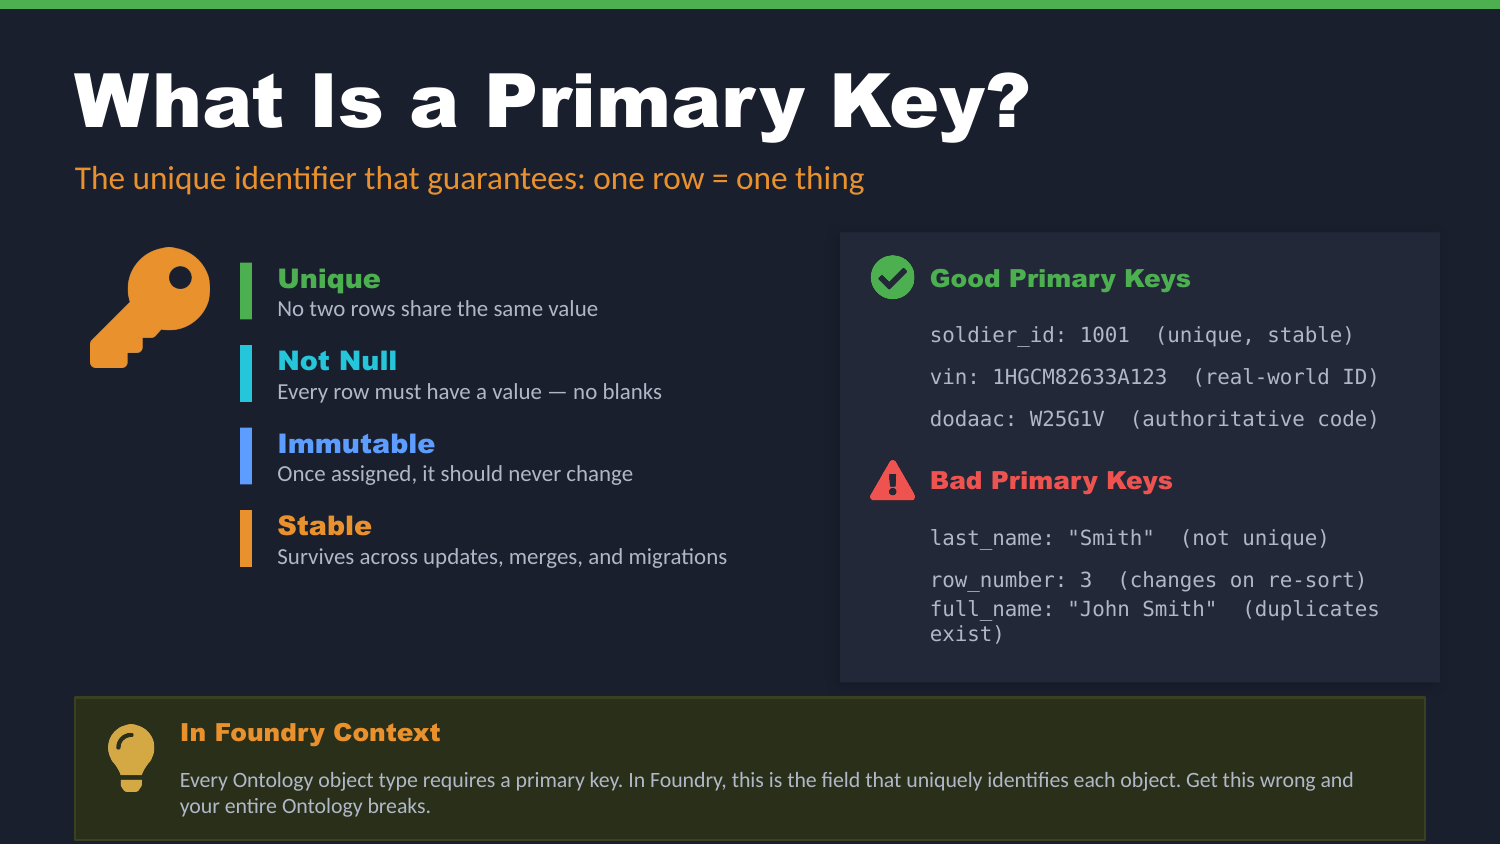 What Is a Primary Key?
The unique identifier that guarantees: one row = one thing
Unique
No two rows share the same value
Not Null
Every row must have a value — no blanks
Immutable
Once assigned, it should never change
Stable
Survives across updates, merges, and migrations
Good Primary Keys
soldier_id: 1001  (unique, stable)
vin: 1HGCM82633A123  (real-world ID)
dodaac: W25G1V  (authoritative code)
Bad Primary Keys
last_name: "Smith"  (not unique)
row_number: 3  (changes on re-sort)
full_name: "John Smith"  (duplicates
exist)
In Foundry Context
Every Ontology object type requires a primary key. In Foundry, this is the field that uniquely identifies each object. Get this wrong and
your entire Ontology breaks.